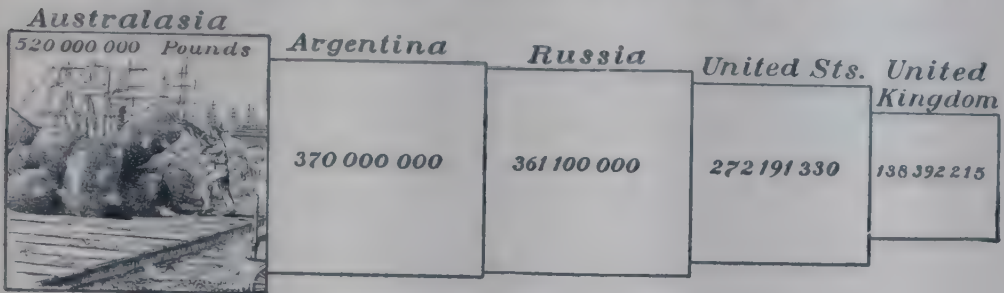 Australasia
520 000 000 Pounds
Argentina
370 000 000
Russia
361 100 000
United Sts.
272 191 330
United
Kingdom
138 392 215